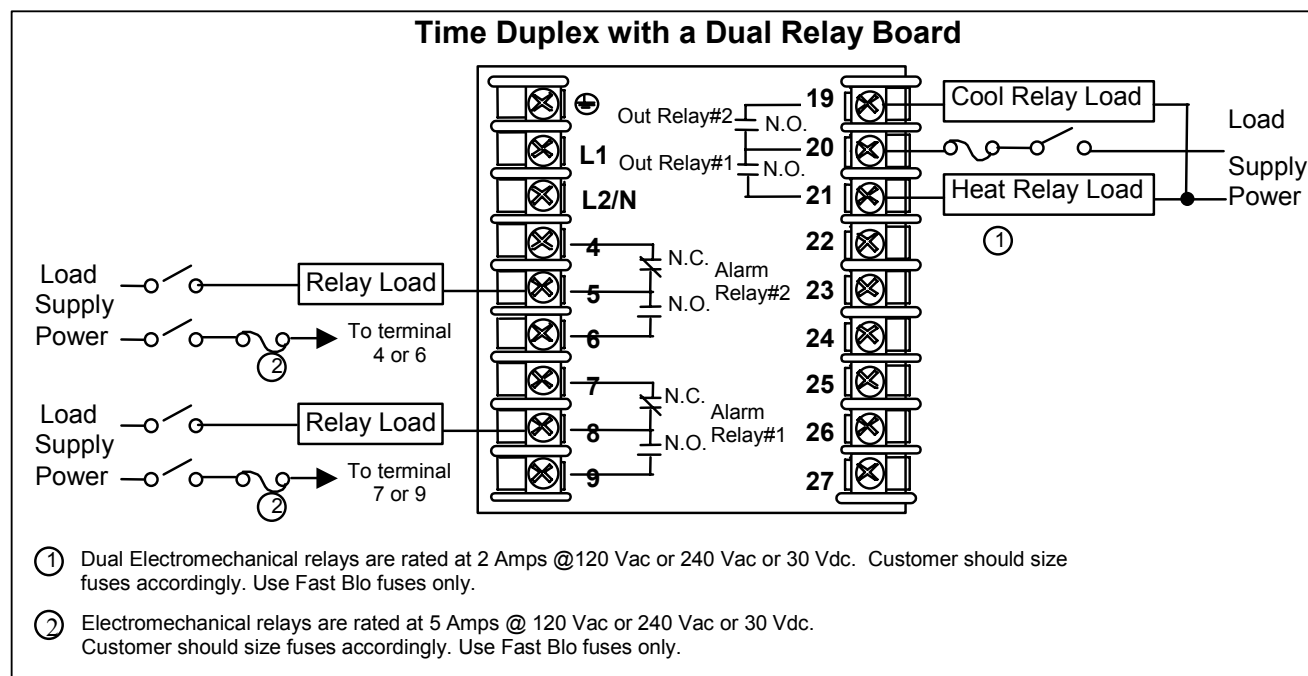 Time Duplex with a Dual Relay Board
L1
L2/N
4
5
6
7
8
9
N.C.
N.O.
Alarm
Relay#2
N.C.
N.O.
Alarm
Relay#1
Load
Supply
Power
Relay Load
To terminal
4 or 6
2
Load
Supply
Power
Relay Load
To terminal
7 or 9
2
Out Relay#2
N.O.
Out Relay#1
N.O.
19
20
21
22
23
24
25
26
27
Cool Relay Load
Heat Relay Load
1
Load
Supply
Power
1 Dual Electromechanical relays are rated at 2 Amps @120 Vac or 240 Vac or 30 Vdc. Customer should size
fuses accordingly. Use Fast Blo fuses only.
2 Electromechanical relays are rated at 5 Amps @ 120 Vac or 240 Vac or 30 Vdc.
Customer should size fuses accordingly. Use Fast Blo fuses only.